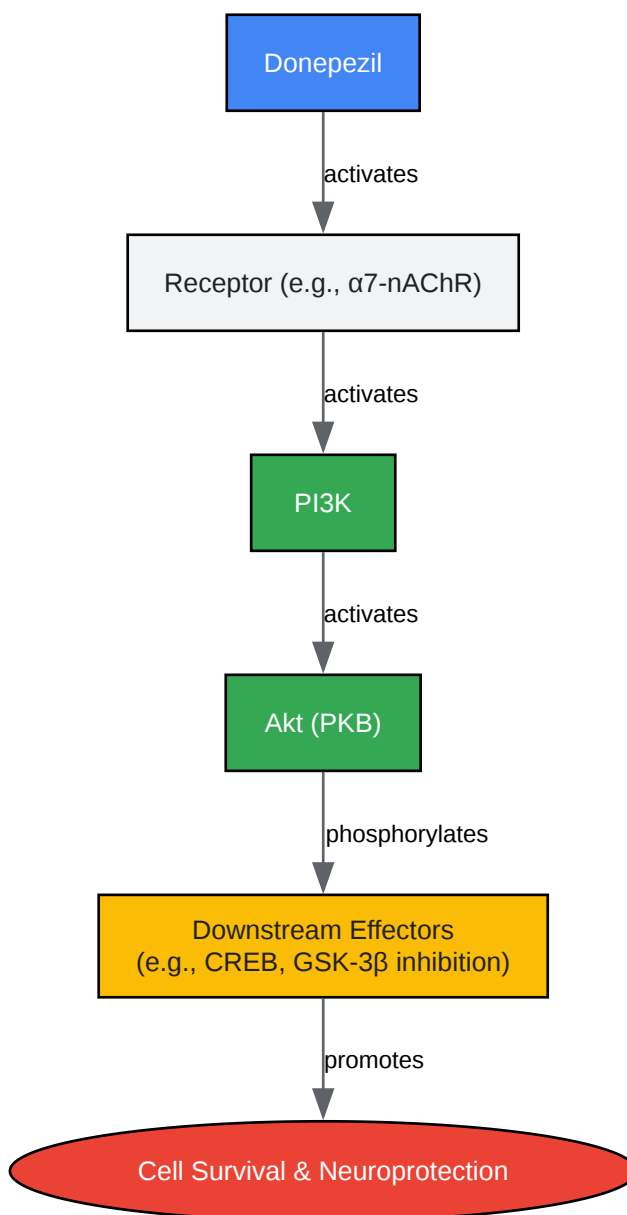 Donepezil
activates
Receptor (e.g., α7-nAChR)
activates
PI3K
activates
Akt (PKB)
phosphorylates
Downstream Effectors
(e.g., CREB, GSK-3β inhibition)
promotes
Cell Survival & Neuroprotection